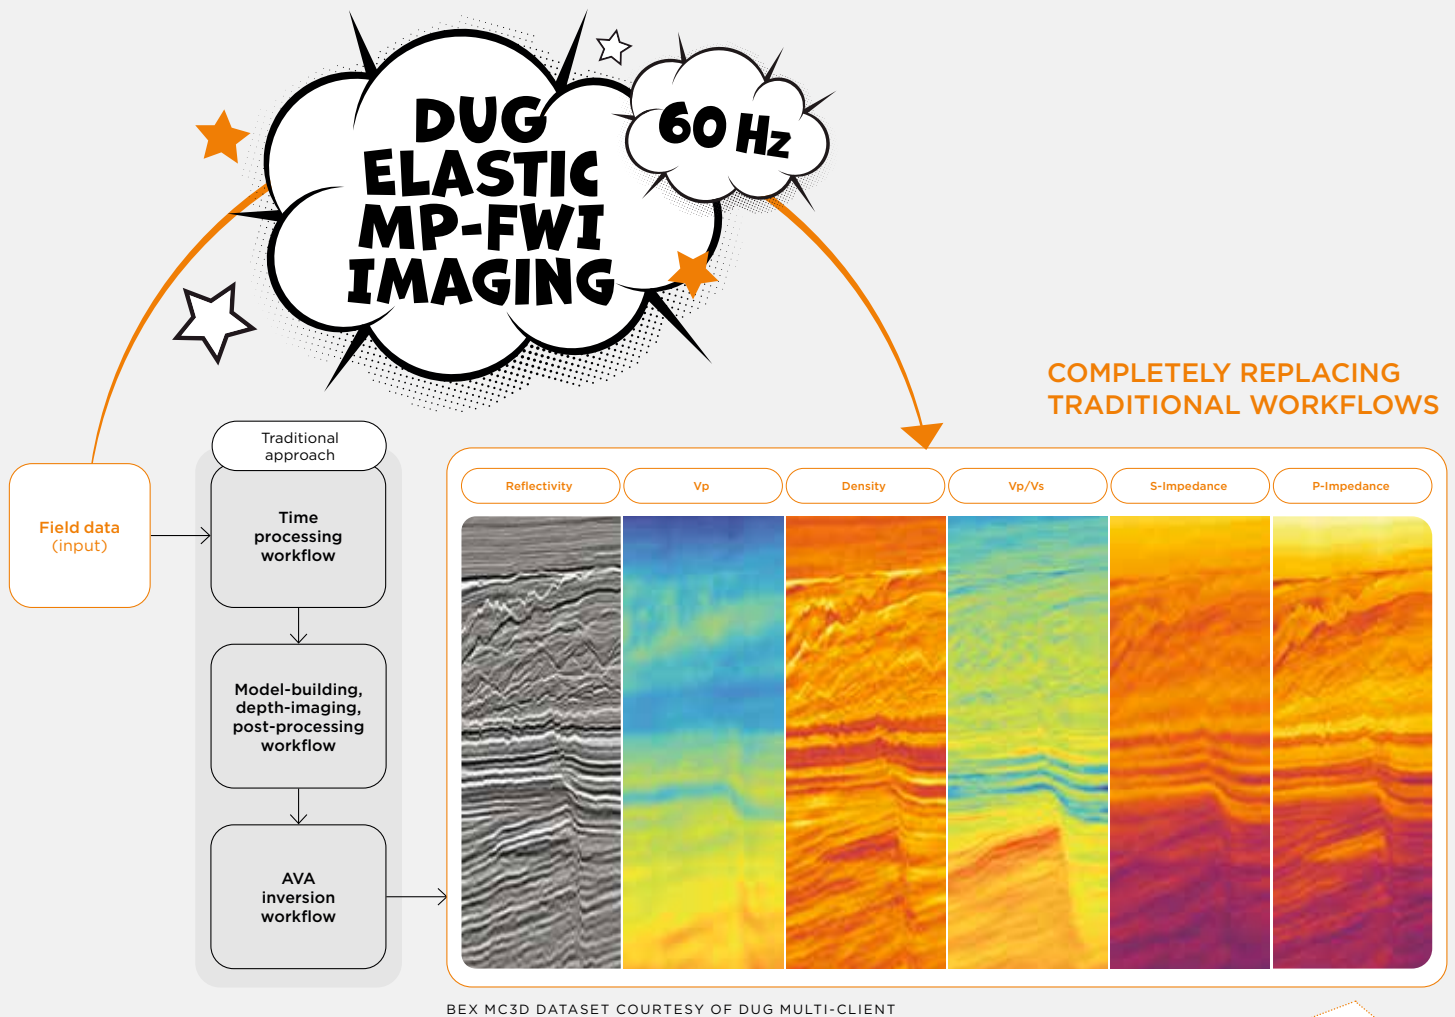 DUG
ELASTIC
MP-FWI
IMAGING
60 Hz
COMPLETELY REPLACING
TRADITIONAL WORKFLOWS
Field data
(input)
Traditional
approach
Time
processing
workflow
Model-building,
depth-imaging,
post-processing
workflow
AVA
inversion
workflow
Reflectivity
Vp
Density
Vp/Vs
S-Impedance
P-Impedance
BEX MC3D DATASET COURTESY OF DUG MULTI-CLIENT